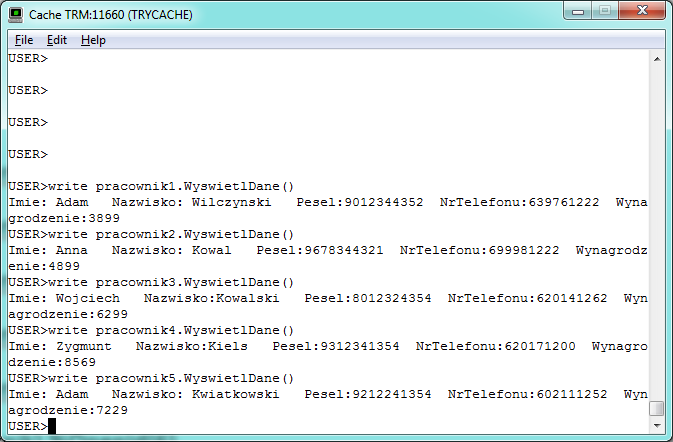 Cache TRM:11660 (TRYCACHE)
File Edit Help
USER>
USER>
USER>
USER>
USER>write pracownik1.WyswietlDane()
Imie: Adam   Nazwisko: Wilczynski   Pesel:9012344352  NrTelefonu:639761222  Wyna
grodzenie:3899
USER>write pracownik2.WyswietlDane()
Imie: Anna   Nazwisko: Kowal   Pesel:9678344321  NrTelefonu:699981222  Wynagrodz
enie:4899
USER>write pracownik3.WyswietlDane()
Imie: Wojciech   Nazwisko:Kowalski   Pesel:8012324354  NrTelefonu:620141262  Wyn
agrodzenie:6299
USER>write pracownik4.WyswietlDane()
Imie: Zygmunt   Nazwisko:Kiels   Pesel:9312341354  NrTelefonu:620171200  Wynagro
dzenie:8569
USER>write pracownik5.WyswietlDane()
Imie: Adam   Nazwisko: Kwiatkowski   Pesel:9212241354  NrTelefonu:602111252  Wyn
agrodzenie:7229
USER>